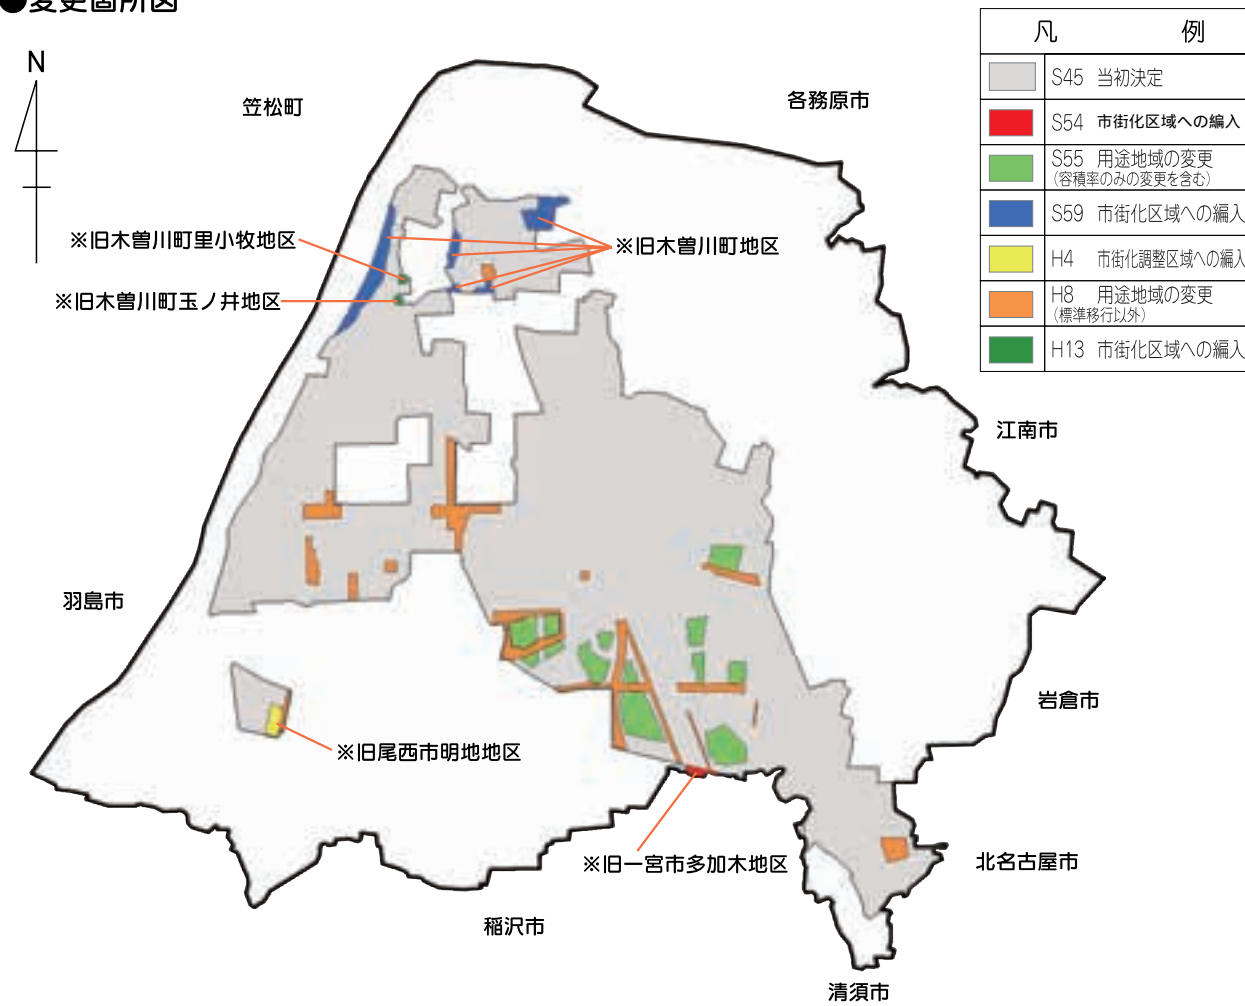 ●変更箇所図
N
笠松町
各務原市
凡 例
S45 当初決定
S54 市街化区域への編入
S55 用途地域の変更
(容積率のみの変更を含む)
S59 市街化区域への編入
H4 市街化調整区域への編入
H8 用途地域の変更
(標準移行以外)
H13 市街化区域への編入
※旧木曽川町里小牧地区
※旧木曽川町地区
※旧木曽川町玉ノ井地区
江南市
羽島市
岩倉市
※旧尾西市明地地区
※旧一宮市多加木地区
北名古屋市
稲沢市
清須市